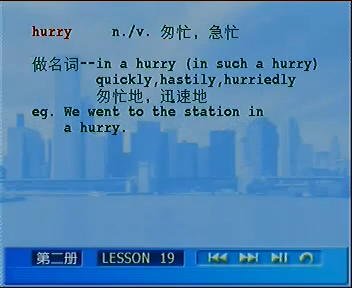 hurry n./v. 匆忙，急忙
做名词--in a hurry (in such a hurry)
quickly,hastily,hurriedly
匆忙地，迅速地
eg. We went to the station in
a hurry.
第二册 LESSON 19